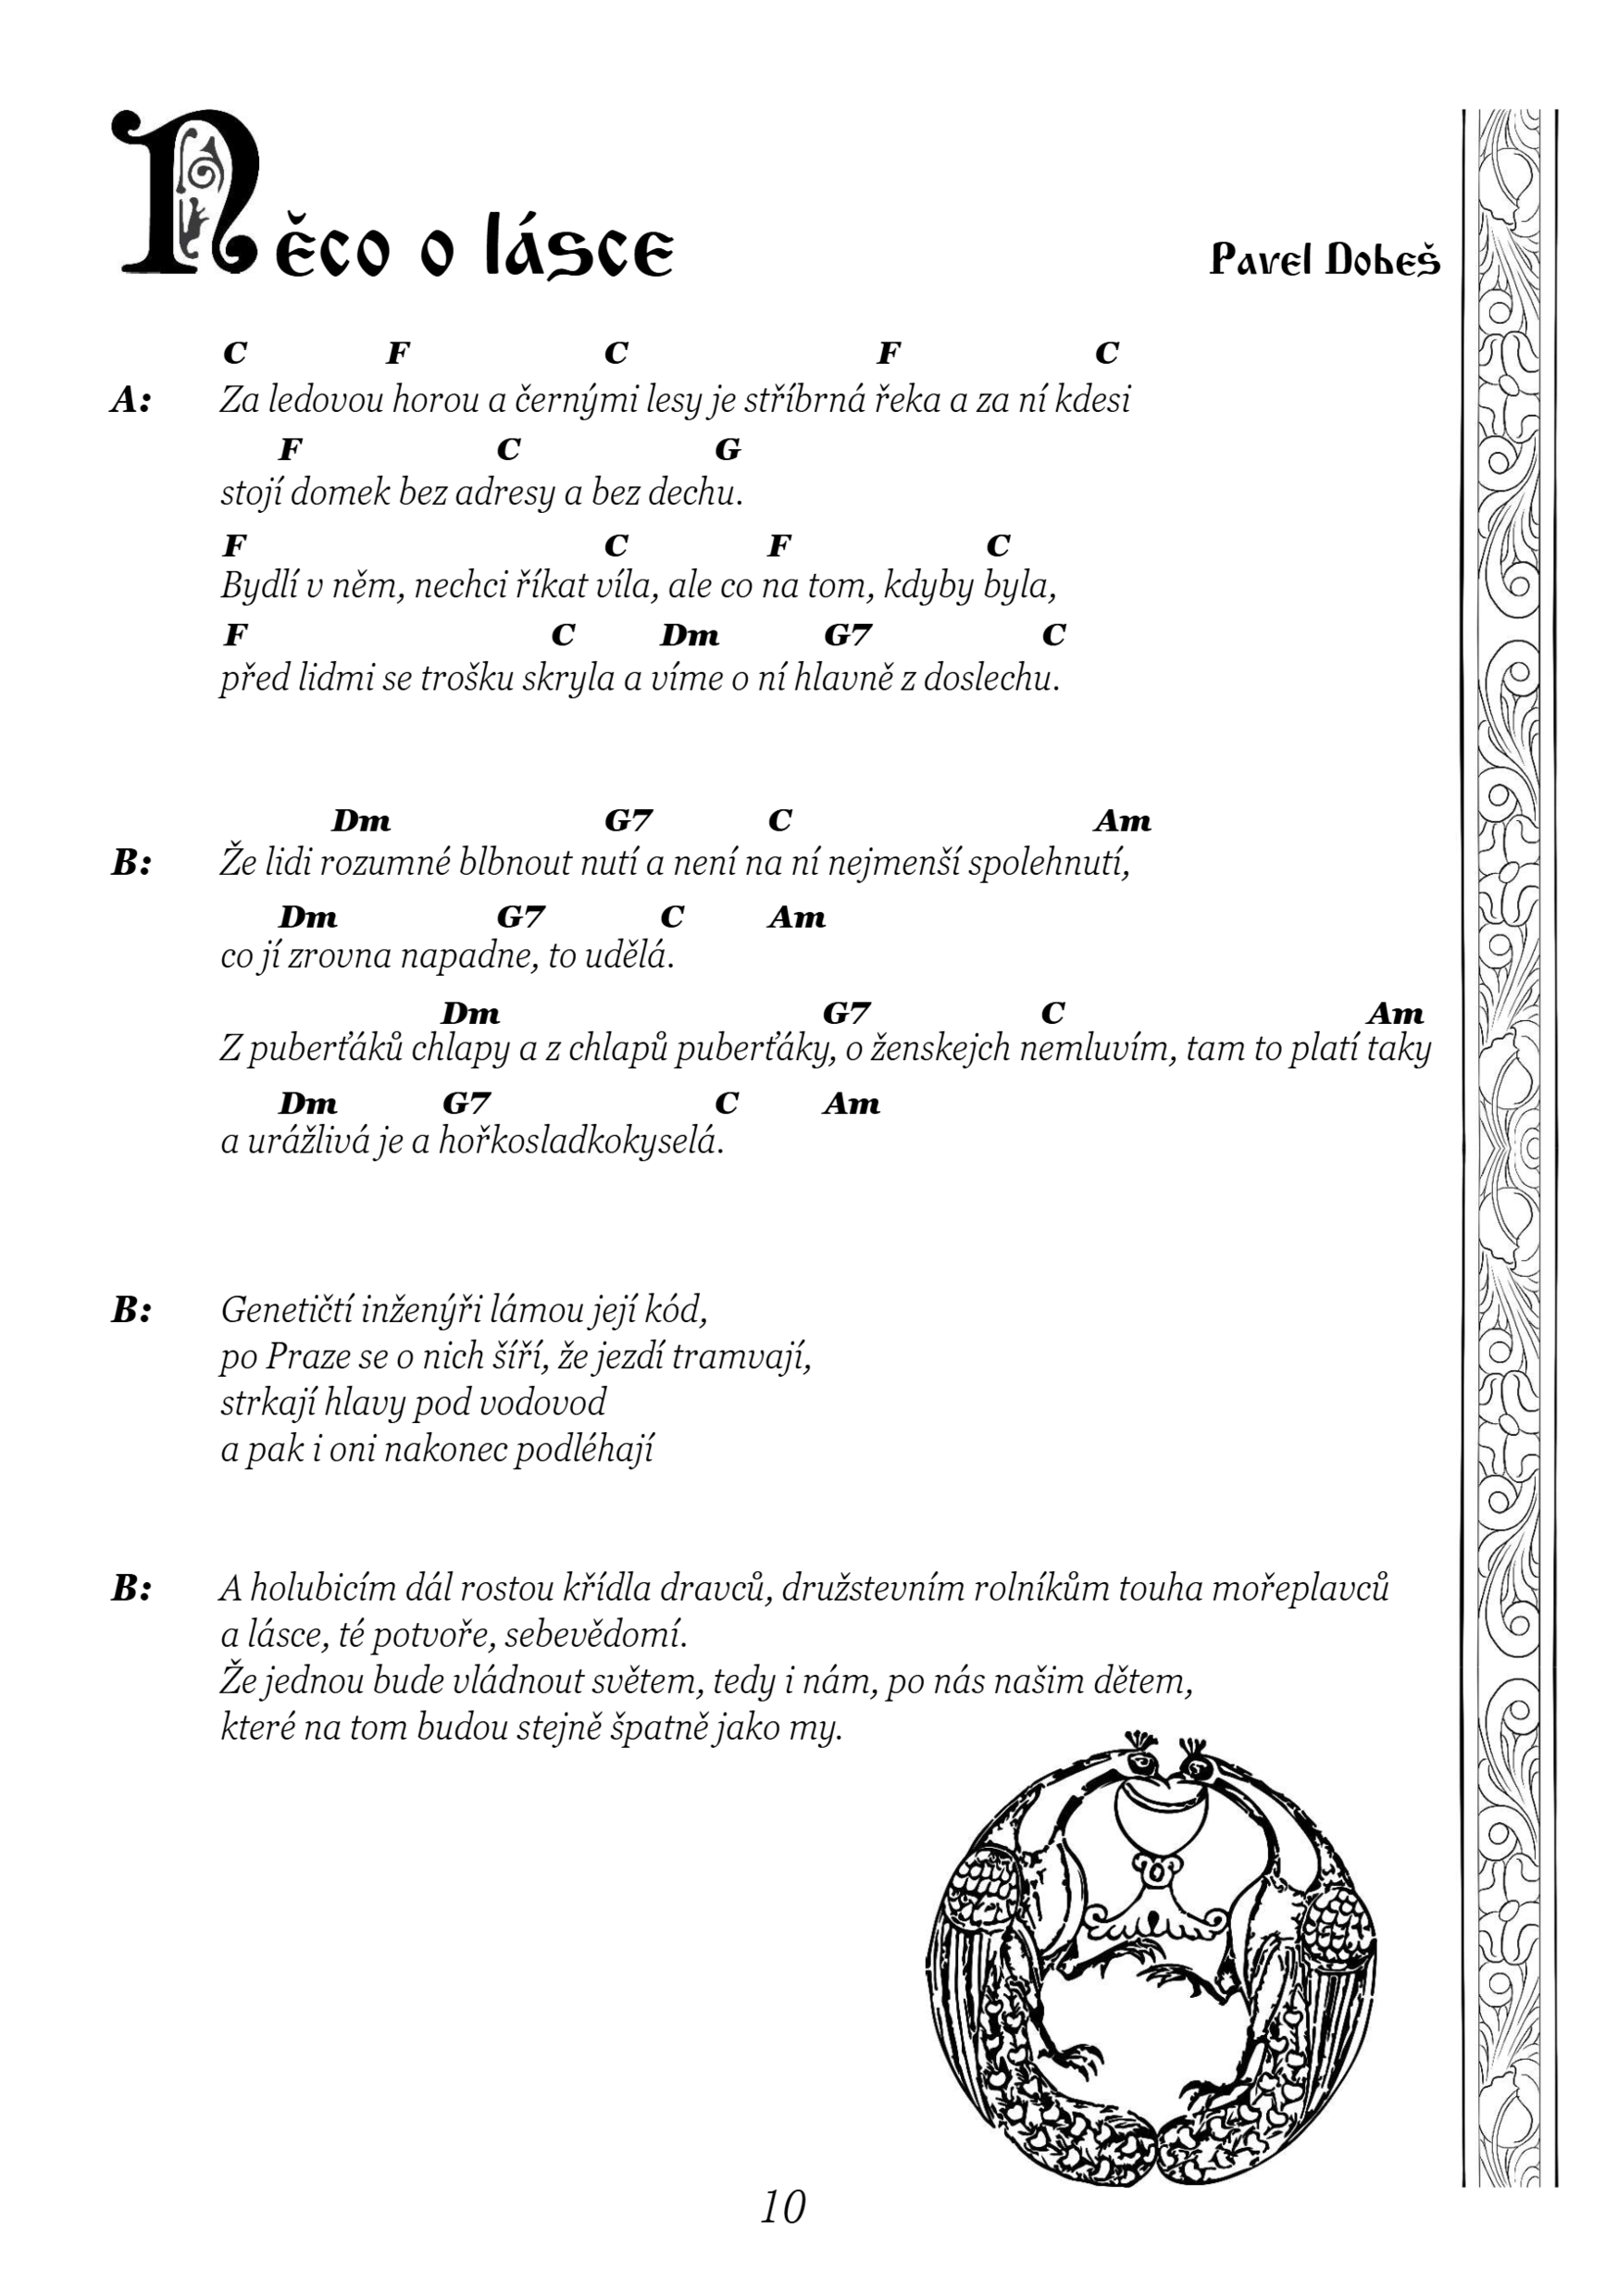 Něco o lásce
Pavel Dobeš
C F C F C
A: Za ledovou horou a černými lesy je stříbrná řeka a za ní kdesi
F C G
stojí domek bez adresy a bez dechu.
F C F C
Bydlí v něm, nechci říkat víla, ale co na tom, kdyby byla,
F C Dm G7 C
před lidmi se trošku skryla a víme o ní hlavně z doslechu.
Dm G7 C Am
B: Že lidi rozumné blbnout nutí a není na ní nejmenší spolehnutí,
Dm G7 C Am
co jí zrovna napadne, to udělá.
Dm G7 C Am
Z puberťáků chlapy a z chlapů puberťáky, o ženskejch nemluvím, tam to platí taky
Dm G7 C Am
a urážlivá je a hořkosladkokyselá.
B: Genetičtí inženýři lámou její kód,
po Praze se o nich šíří, že jezdí tramvají,
strkají hlavy pod vodovod
a pak i oni nakonec podléhají
B: A holubicím dál rostou křídla dravců, družstevním rolníkům touha mořeplavců
a lásce, té potvoře, sebevědomí.
Že jednou bude vládnout světem, tedy i nám, po nás našim dětem,
které na tom budou stejně špatně jako my.
10